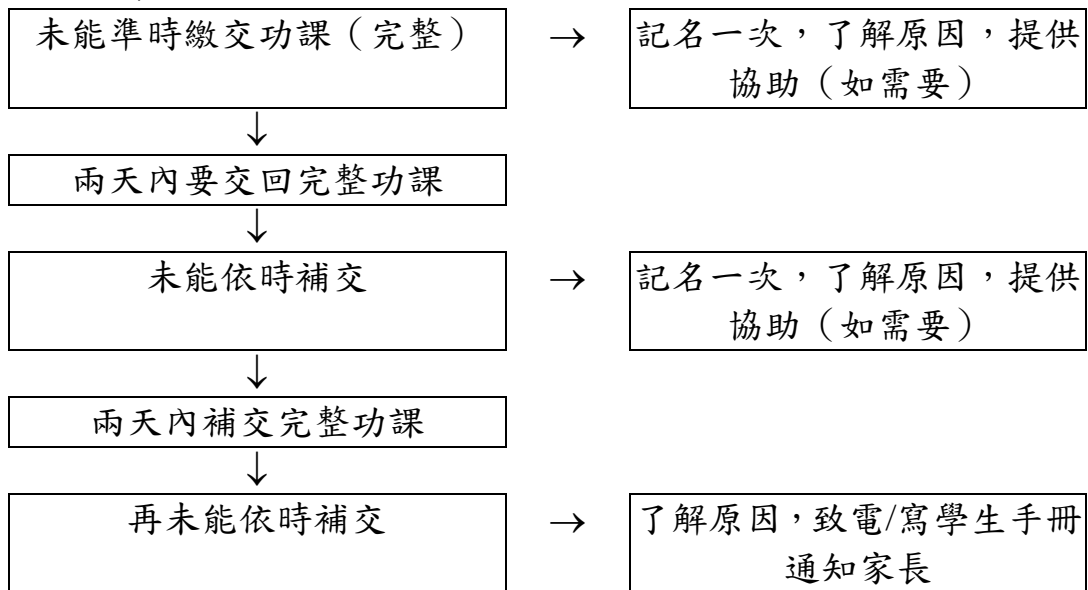 未能準時繳交功課（完整） → 記名一次，了解原因，提供
協助（如需要）
↓
兩天內要交回完整功課
↓
未能依時補交 → 記名一次，了解原因，提供
協助（如需要）
↓
兩天內補交完整功課
↓
再未能依時補交 → 了解原因，致電/寫學生手冊
通知家長